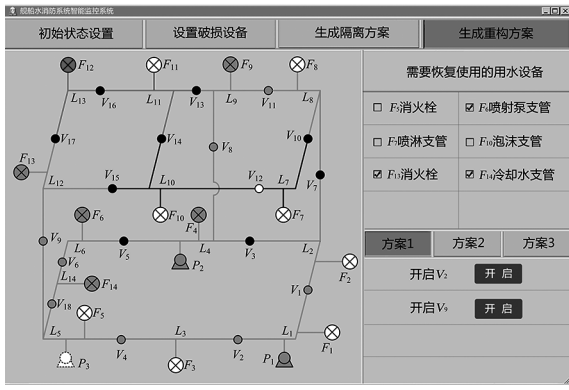 舰船水消防系统智能监控系统
初始状态设置 设置破损设备 生成隔离方案 生成重构方案
需要恢复使用的用水设备
F5消火栓 F6喷射泵支管
F7喷淋支管 F10泡沫支管
F13消火栓 F14冷却水支管
方案1 方案2 方案3
开启V2 开 启
开启V9 开 启
F12 F11 F9 F8
L13 V16 L11 V13 L9 V11 L8
V17 V14 V8 V10
F13
L12 V15 L10 V12 L7 V7
F6 F10 F4 F7
V9 L6 V5 P2 L4 V3 L2
V6 L14 F14 F2
V18 F5 V1
L5 L3 L1 F1
P3 V4 F3 V2 P1